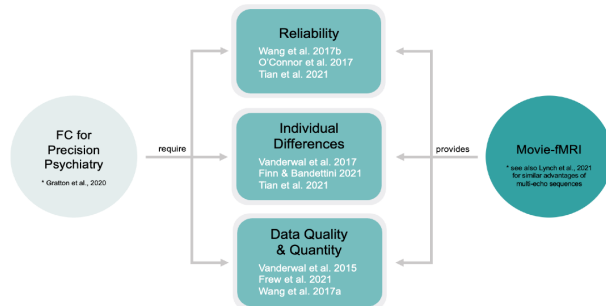 Reliability
Wang et al. 2017b
O'Connor et al. 2017
Tian et al. 2021
FC for
Precision
Psychiatry
* Gratton et al., 2020
require
Individual
Differences
Vanderwal et al. 2017
Finn & Bandettini 2021
Tian et al. 2021
provides
Movie-fMRI
* see also Lynch et al., 2021
for similar advantages of
multi-echo sequences
Data Quality
& Quantity
Vanderwal et al. 2015
Frew et al. 2021
Wang et al. 2017a